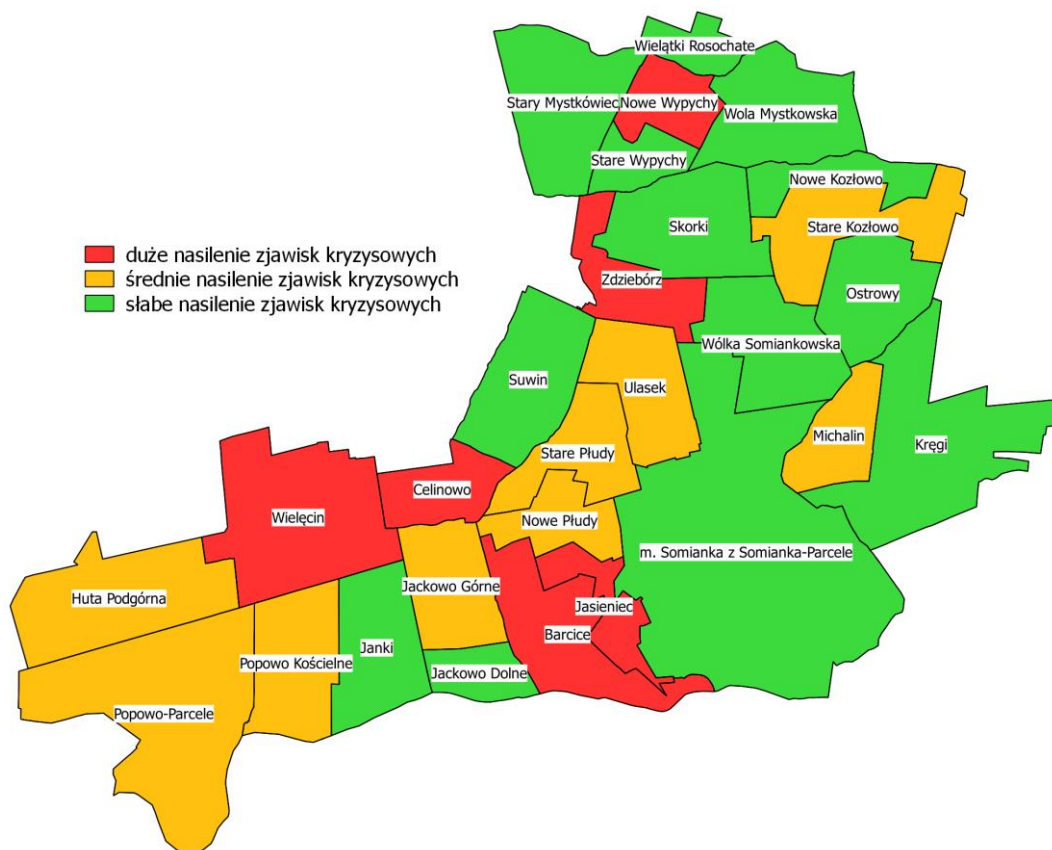 Wielątki Rosochate
Stary Mystkówiec
Nowe Wypychy
Wola Mystkowska
Stare Wypychy
Nowe Kozłowo
Skorki
Stare Kozłowo
duże nasilenie zjawisk kryzysowych
średnie nasilenie zjawisk kryzysowych
słabe nasilenie zjawisk kryzysowych
Zdziebórz
Ostrowy
Wólka Somiankowska
Suwin
Ulasek
Michalin
Kręgi
Stare Płudy
Celinowo
Wielęcin
Nowe Płudy
m. Somianka z Somianka-Parcele
Huta Podgórna
Jackowo Górne
Jasieniec
Barcice
Popowo Kościelne
Janki
Jackowo Dolne
Popowo-Parcele